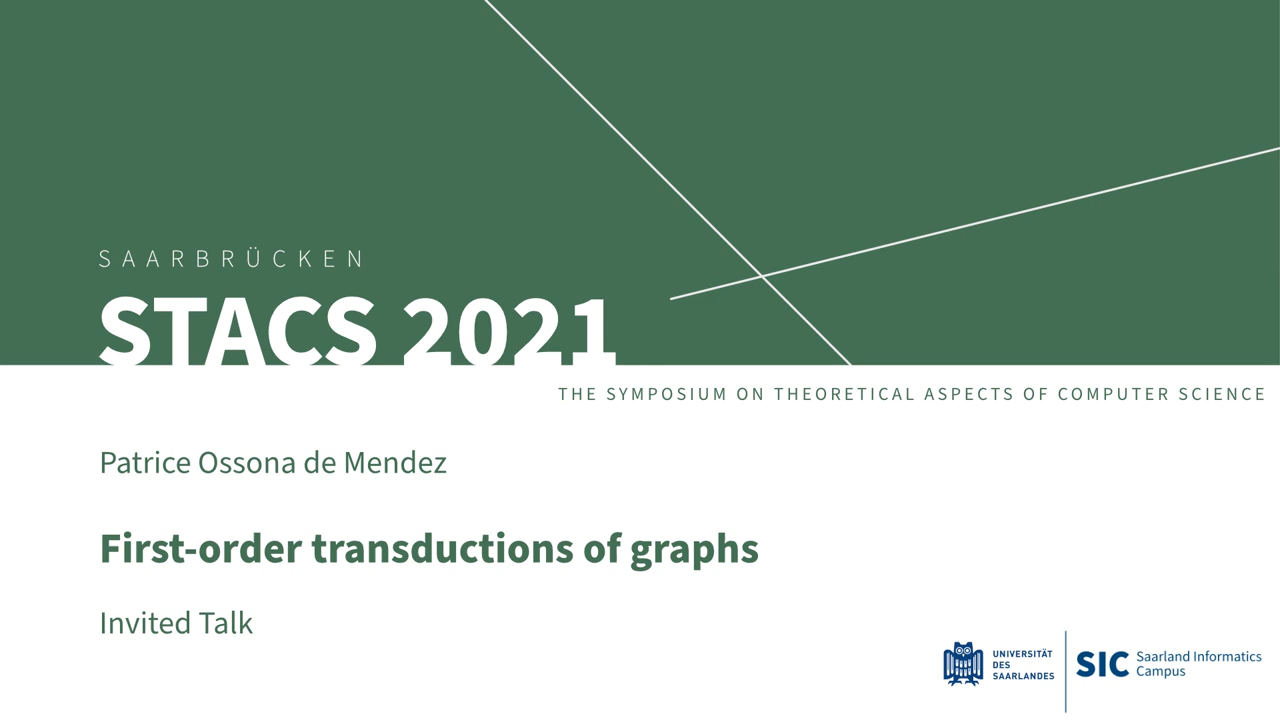 SAARBRÜCKEN
STACS 2021
THE SYMPOSIUM ON THEORETICAL ASPECTS OF COMPUTER SCIENCE
Patrice Ossona de Mendez
First-order transductions of graphs
Invited Talk
UNIVERSITÄT
DES
SAARLANDES
SIC
Saarland Informatics
Campus